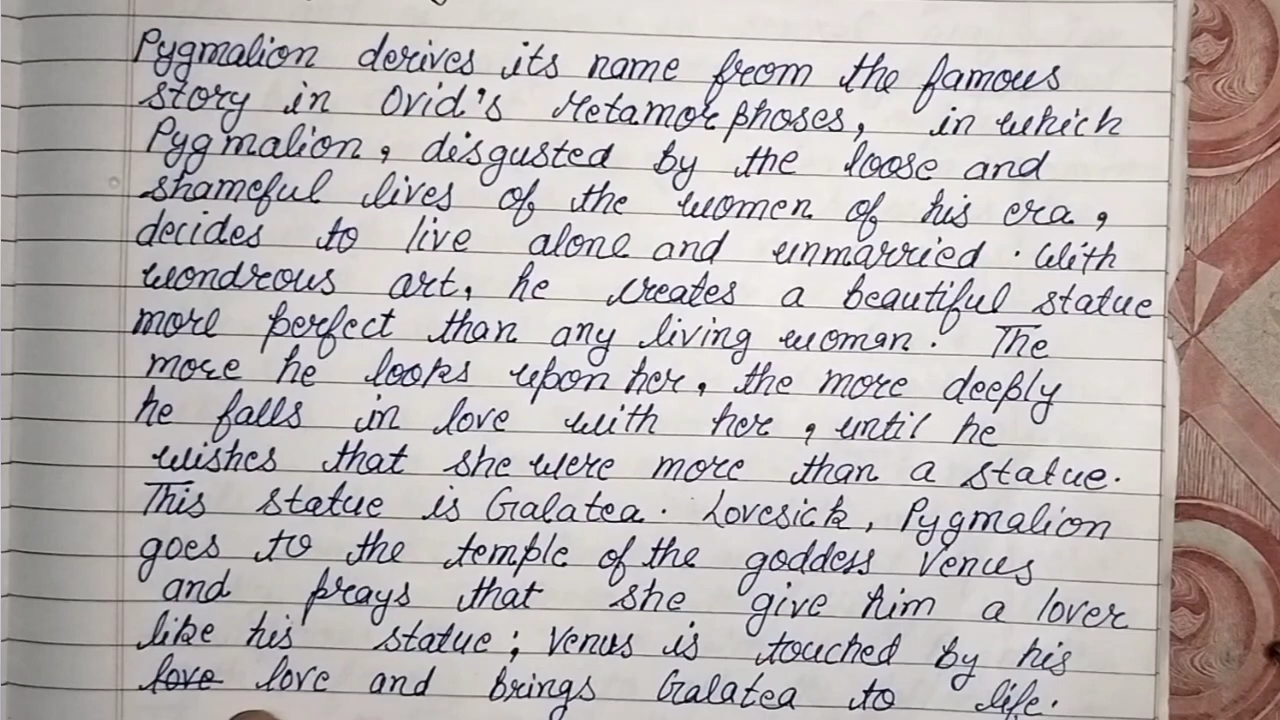 Pygmalion derives its name from the famous
story in Ovid's Metamorphoses, in which
Pygmalion, disgusted by the loose and
shameful lives of the women of his era,
decides to live alone and unmarried. With
wondrous art, he creates a beautiful statue
more perfect than any living woman. The
more he looks upon her, the more deeply
he falls in love with her, until he
wishes that she were more than a statue.
This statue is Galatea. Lovesick, Pygmalion
goes to the temple of the goddess Venus
and prays that she give him a lover
like his statue; Venus is touched by his
love love and brings Galatea to life.